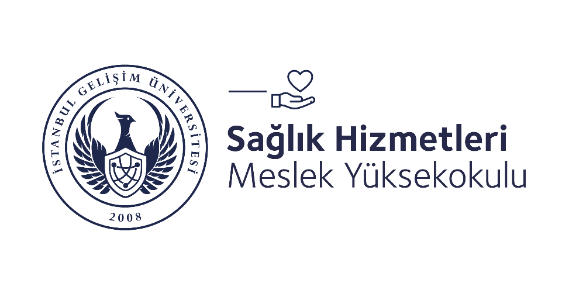 İSTANBUL GELİŞİM ÜNİVERSİTESİ
2008
Sağlık Hizmetleri
Meslek Yüksekokulu